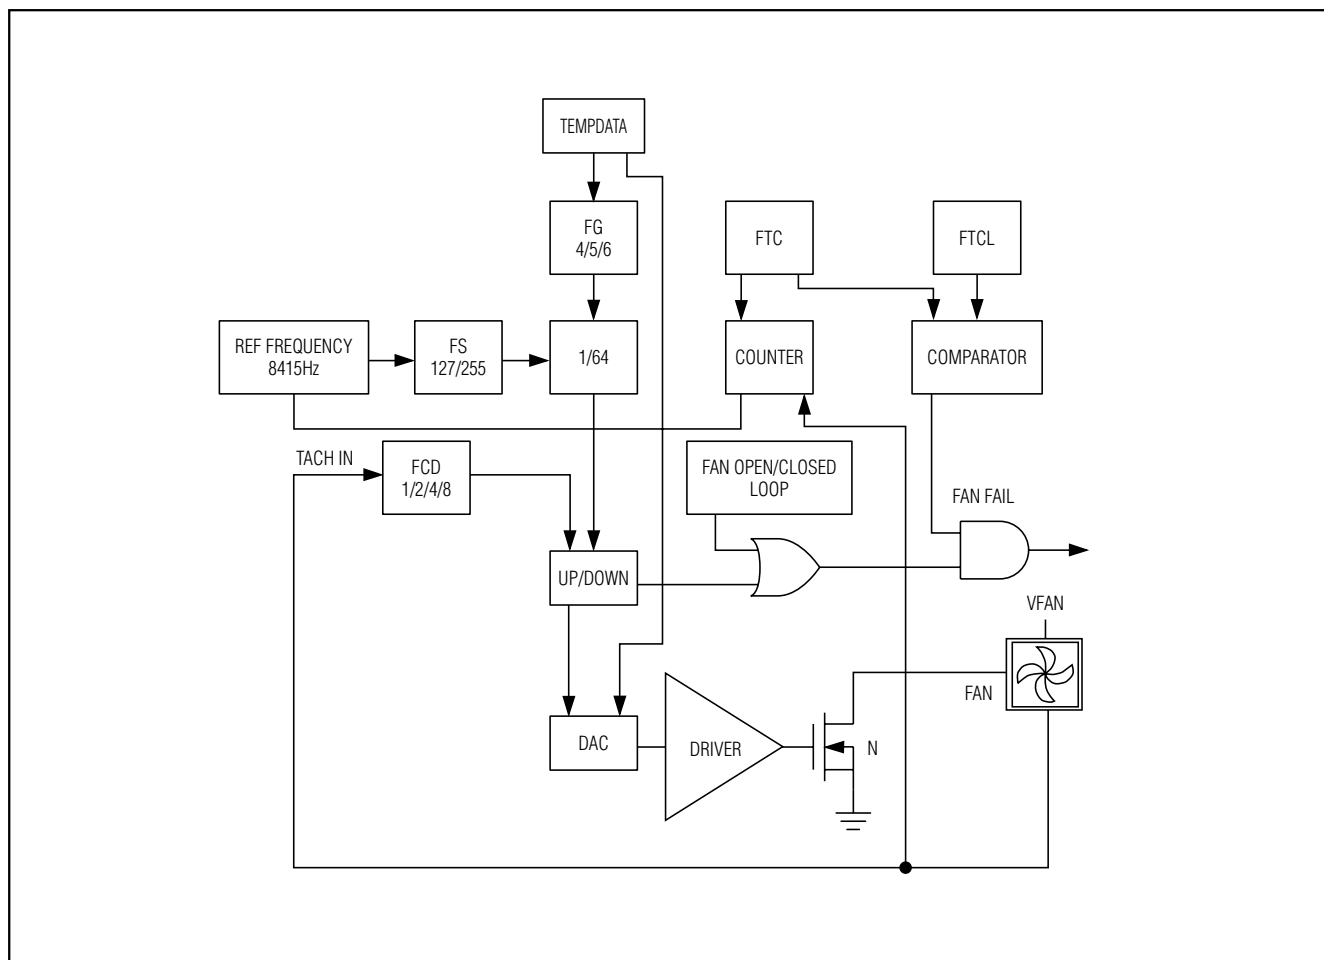 TEMPDATA
FG
4/5/6
FTC
FTCL
REF FREQUENCY
8415Hz
FS
127/255
1/64
COUNTER
COMPARATOR
TACH IN
FCD
1/2/4/8
FAN OPEN/CLOSED
LOOP
FAN FAIL
UP/DOWN
VFAN
FAN
DAC
DRIVER
N